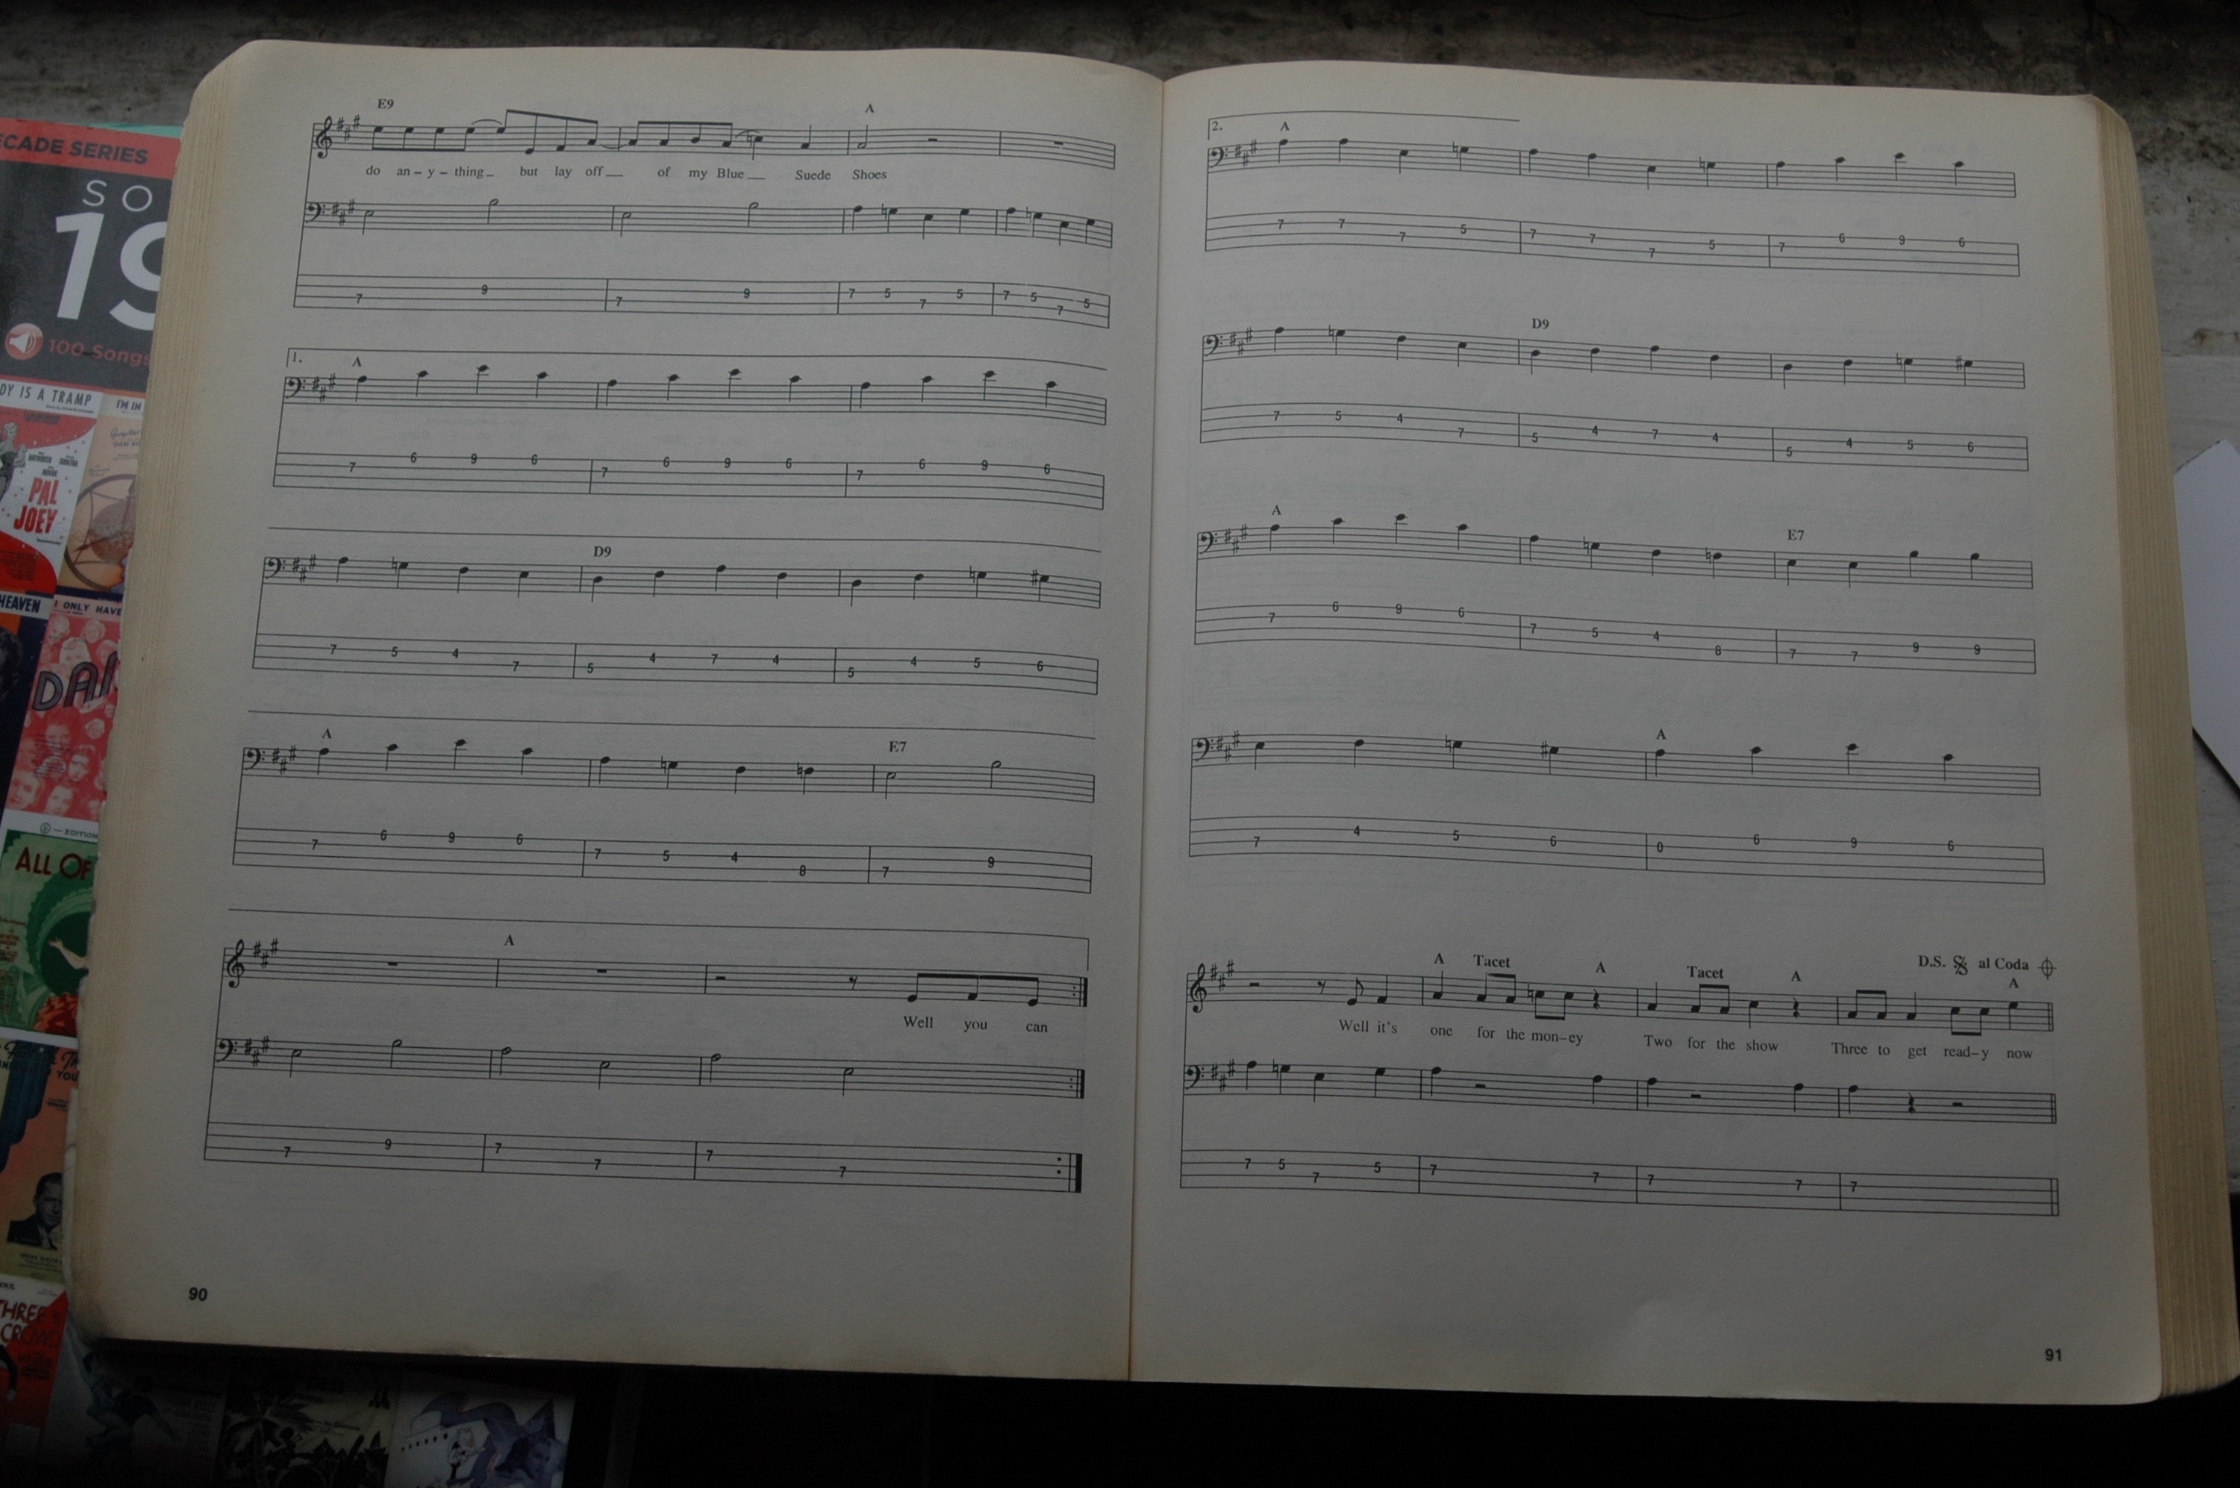 ECADE SERIES
SO
19
100 Songs
DY IS A TRAMP
I'M IN
PAL
JOEY
HEAVEN
I ONLY HAVE
DAN
EDITION
ALL OF
YOU
THREE
CRO
E9 A
do an – y – thing but lay off of my Blue Suede Shoes
7 9 7 9 7 5 7 5 7 5 7 5
1. A
7 6 9 6 7 6 9 6 7 6 9 6
D9
7 5 4 7 5 4 7 4 5 4 5 6
A E7
7 6 9 6 7 5 4 8 7 9
A
Well you can
7 9 7 7 7 7
90
2. A
7 7 7 5 7 7 7 5 7 6 9 6
D9
7 5 4 7 5 4 7 4 5 4 5 6
A E7
7 6 9 6 7 5 4 8 7 7 9 9
A
7 4 5 6 0 6 9 6
D.S. al Coda
A Tacet A Tacet A A
Well it's one for the mon–ey Two for the show Three to get read–y now
7 5 7 5 7 7 7 7 7
91